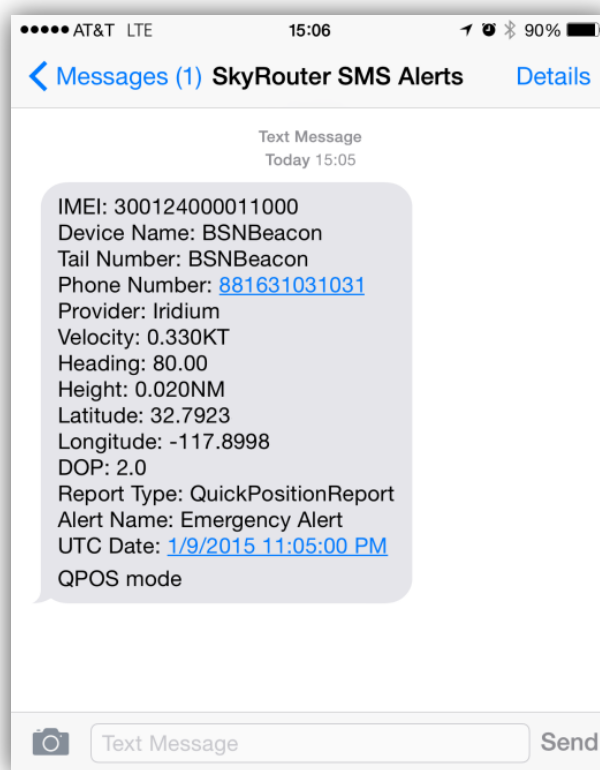 AT&T LTE 15:06 90%
Messages (1) SkyRouter SMS Alerts Details
Text Message
Today 15:05
IMEI: 300124000011000
Device Name: BSNBeacon
Tail Number: BSNBeacon
Phone Number: 881631031031
Provider: Iridium
Velocity: 0.330KT
Heading: 80.00
Height: 0.020NM
Latitude: 32.7923
Longitude: -117.8998
DOP: 2.0
Report Type: QuickPositionReport
Alert Name: Emergency Alert
UTC Date: 1/9/2015 11:05:00 PM
QPOS mode
Text Message Send